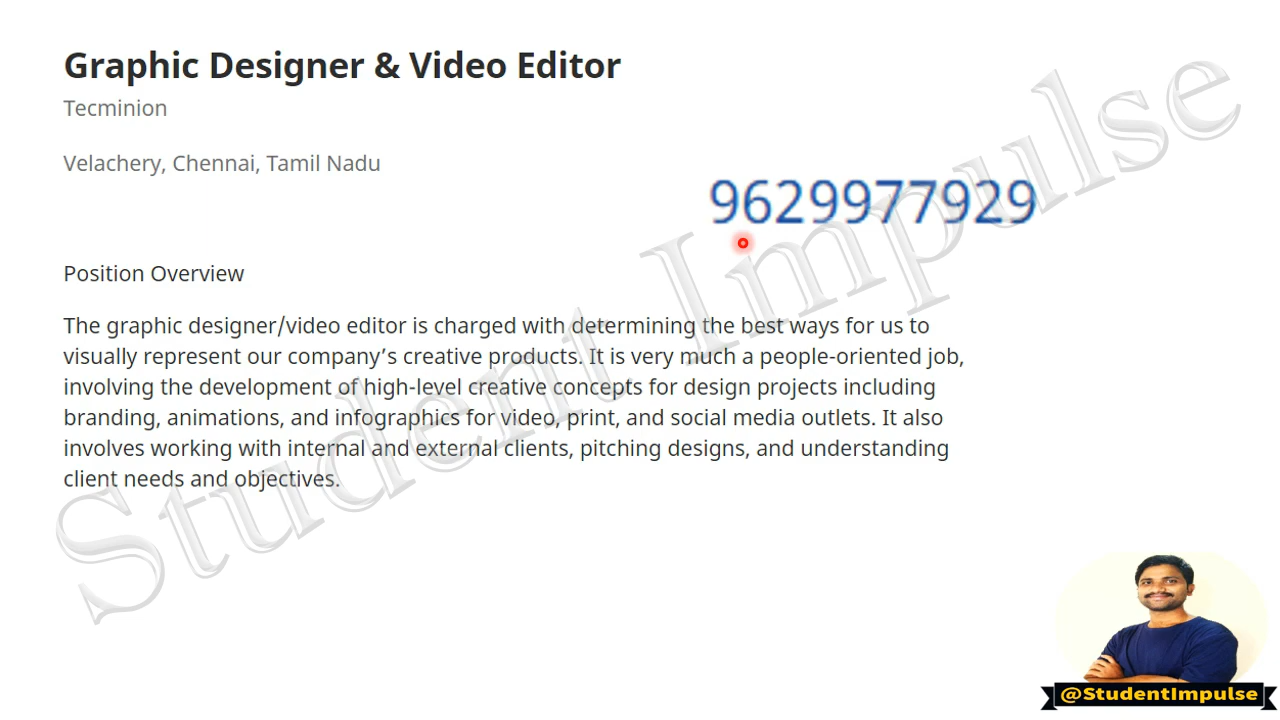 Graphic Designer & Video Editor
Tecminion
Velachery, Chennai, Tamil Nadu
9629977929
Position Overview
The graphic designer/video editor is charged with determining the best ways for us to
visually represent our company’s creative products. It is very much a people-oriented job,
involving the development of high-level creative concepts for design projects including
branding, animations, and infographics for video, print, and social media outlets. It also
involves working with internal and external clients, pitching designs, and understanding
client needs and objectives.
Student Impulse
@StudentImpulse